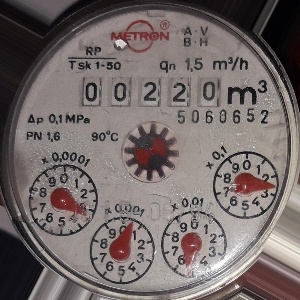 METRON
A·V
B·H
RP
Tsk 1-50
qn 1,5 m³/h
00220 m³
5060652
Δp 0,1 MPa
PN 1,6 90°C
x 0,0001
x 0,001
x 0,01
x 0,1